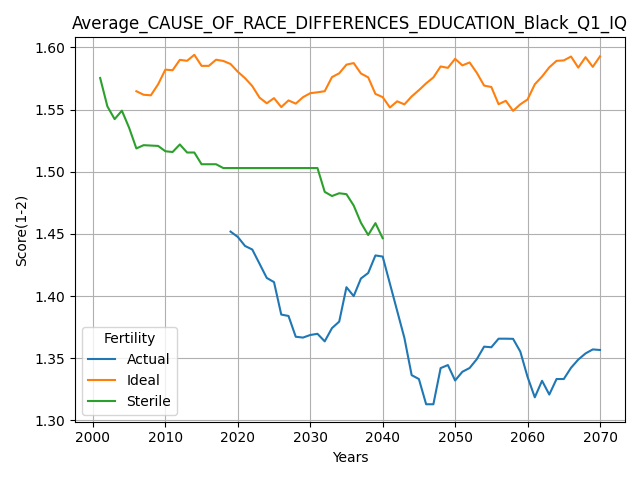 Average_CAUSE_OF_RACE_DIFFERENCES_EDUCATION_Black_Q1_IQ
1.60
1.55
1.50
1.45
1.40
1.35
1.30
Score(1-2)
Fertility
Actual
Ideal
Sterile
2000 2010 2020 2030 2040 2050 2060 2070
Years